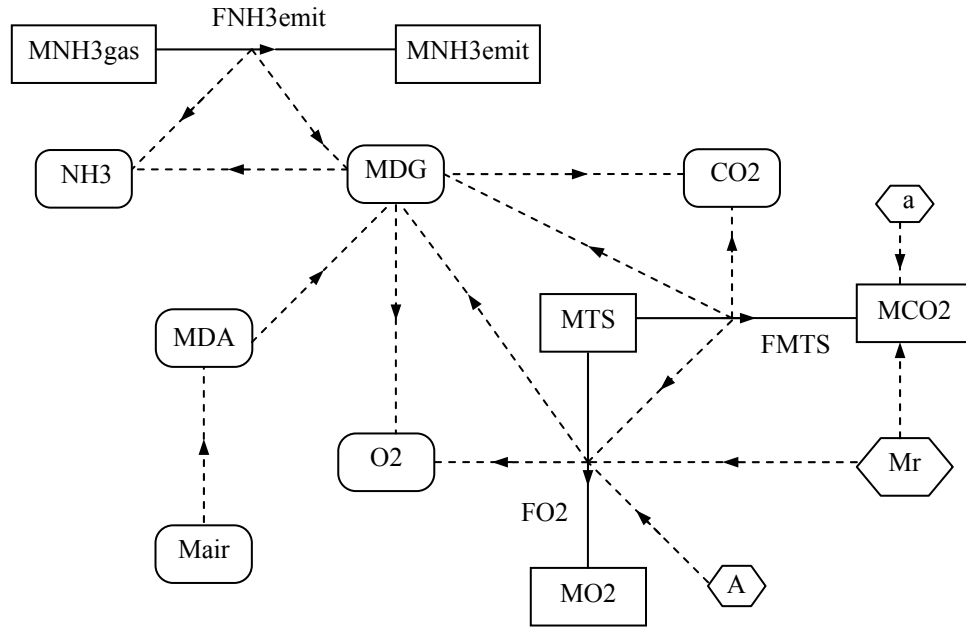 FNH3emit
MNH3gas
MNH3emit
NH3
MDG
CO2
a
MDA
MTS
MCO2
FMTS
O2
Mr
FO2
Mair
MO2
A